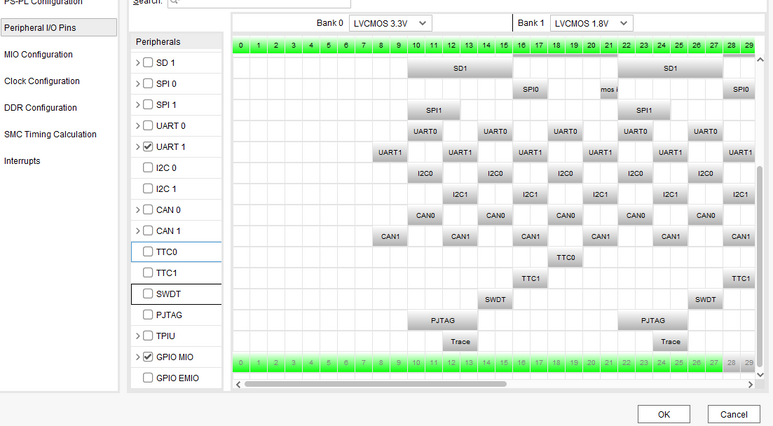 PS-PL Configuration
Search:
Peripheral I/O Pins
Bank 0 LVCMOS 3.3V Bank 1 LVCMOS 1.8V
MIO Configuration
Clock Configuration
DDR Configuration
SMC Timing Calculation
Interrupts
Peripherals 0 1 2 3 4 5 6 7 8 9 10 11 12 13 14 15 16 17 18 19 20 21 22 23 24 25 26 27 28 29
SD 1 SD1 SD1
SPI 0 SPI0 mos i SPI0
SPI 1 SPI1 SPI1
UART 0 UART0 UART0 UART0 UART0 UART0
UART 1 UART1 UART1 UART1 UART1 UART1 UART1
I2C 0 I2C0 I2C0 I2C0 I2C0 I2C0
I2C 1 I2C1 I2C1 I2C1 I2C1 I2C1
CAN 0 CAN0 CAN0 CAN0 CAN0 CAN0
CAN 1 CAN1 CAN1 CAN1 CAN1 CAN1 CAN1
TTC0 TTC0
TTC1 TTC1 TTC1
SWDT SWDT SWDT
PJTAG PJTAG PJTAG
TPIU Trace Trace
GPIO MIO 0 1 2 3 4 5 6 7 8 9 10 11 12 13 14 15 16 17 18 19 20 21 22 23 24 25 26 27 28 29
GPIO EMIO
OK Cancel